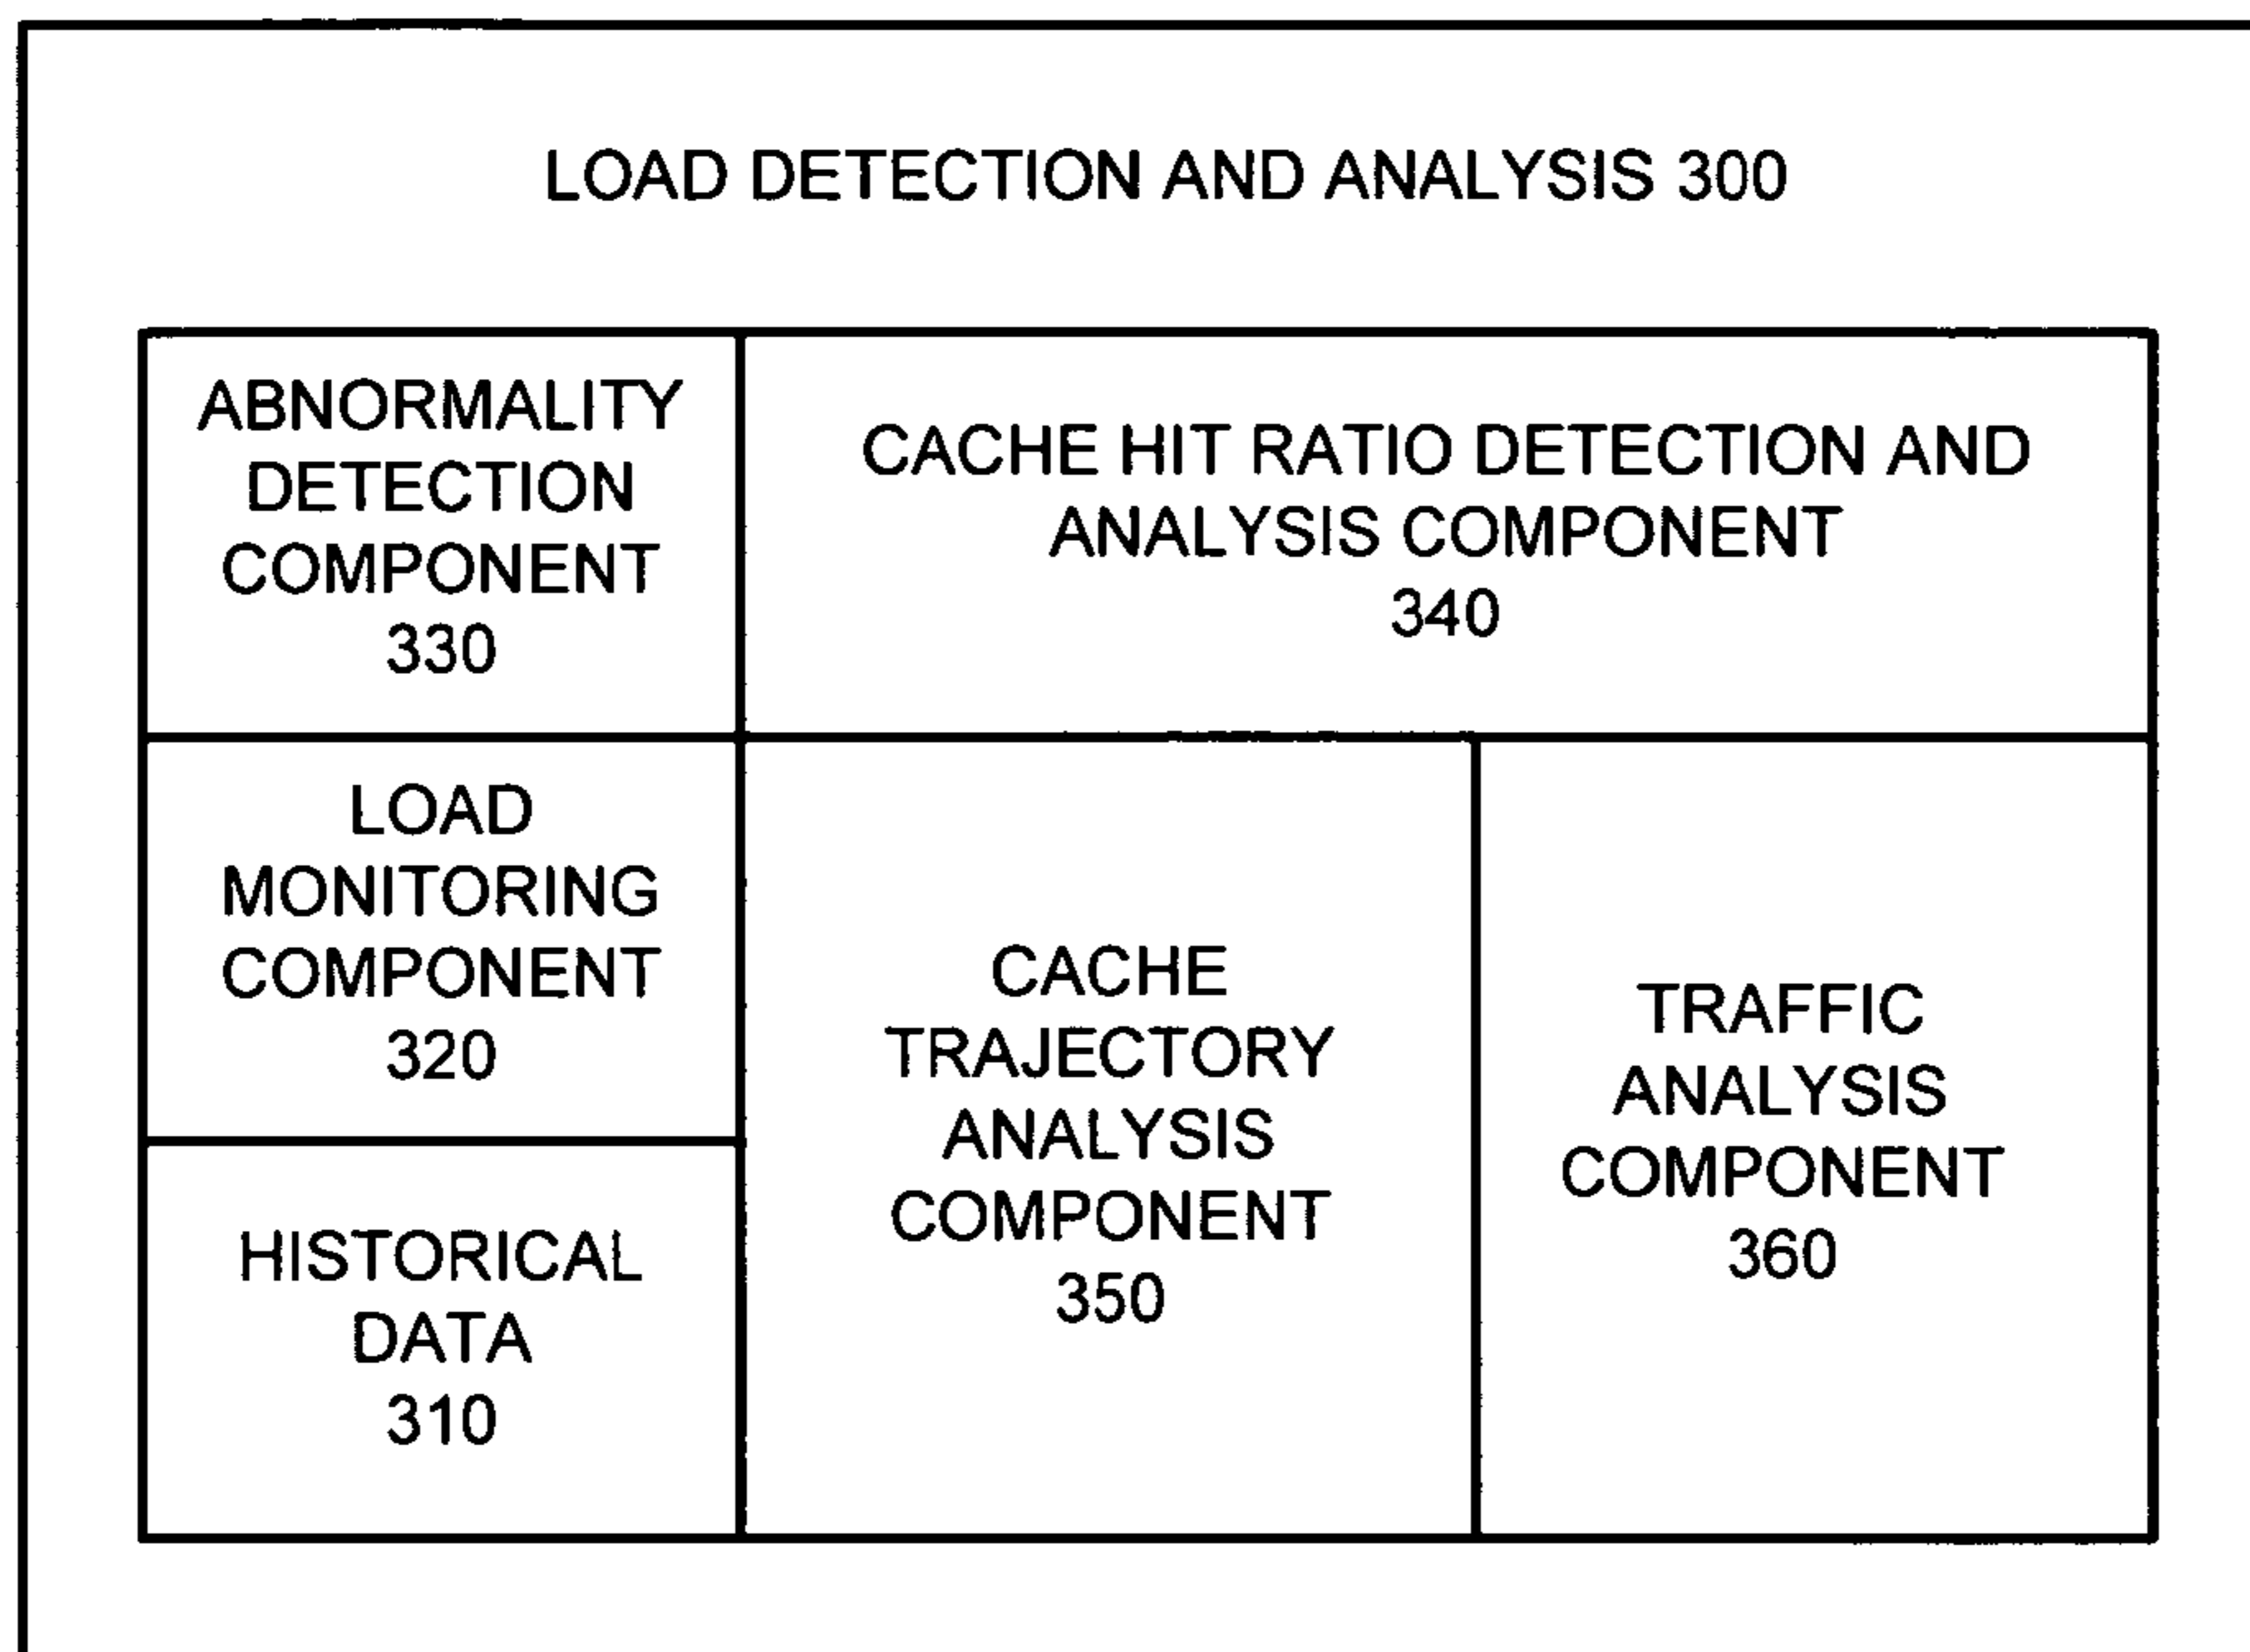 LOAD DETECTION AND ANALYSIS 300
ABNORMALITY
DETECTION
COMPONENT
330
CACHE HIT RATIO DETECTION AND
ANALYSIS COMPONENT
340
LOAD
MONITORING
COMPONENT
320
HISTORICAL
DATA
310
CACHE
TRAJECTORY
ANALYSIS
COMPONENT
350
TRAFFIC
ANALYSIS
COMPONENT
360